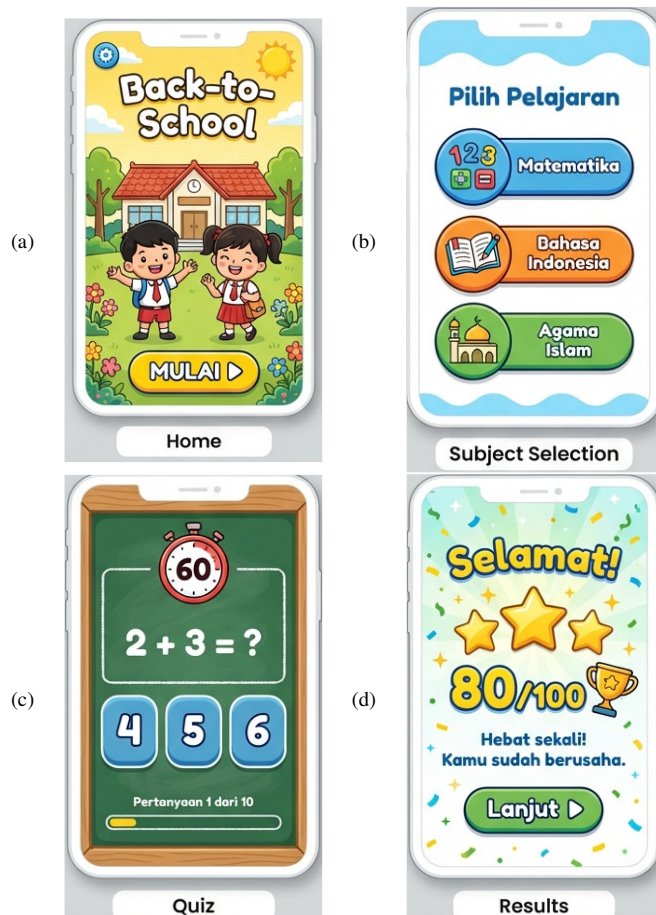 (a)
Back-to-
School
MULAI
Home
(b)
Pilih Pelajaran
123
Matematika
Bahasa
Indonesia
Agama
Islam
Subject Selection
(c)
60
2 + 3 = ?
4 5 6
Pertanyaan 1 dari 10
Quiz
(d)
Selamat!
80/100
Hebat sekali!
Kamu sudah berusaha.
Lanjut
Results